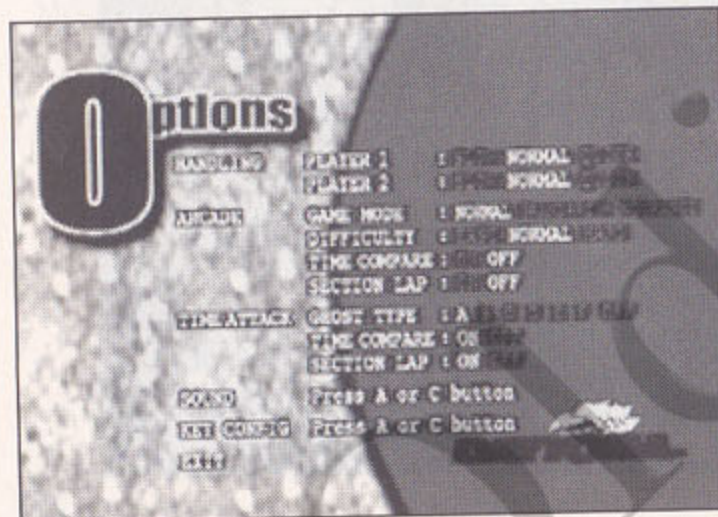 Options
HANDLING PLAYER 1 : NORMAL
PLAYER 2 : NORMAL
ARCADE GAME MODE : NORMAL
DIFFICULTY : NORMAL
TIME COMPARE : OFF
SECTION LAP : OFF
TIME ATTACK GHOST TYPE : A
TIME COMPARE : ON
SECTION LAP : ON
SOUND Press A or C button
KEY CONFIG Press A or C button
EXIT